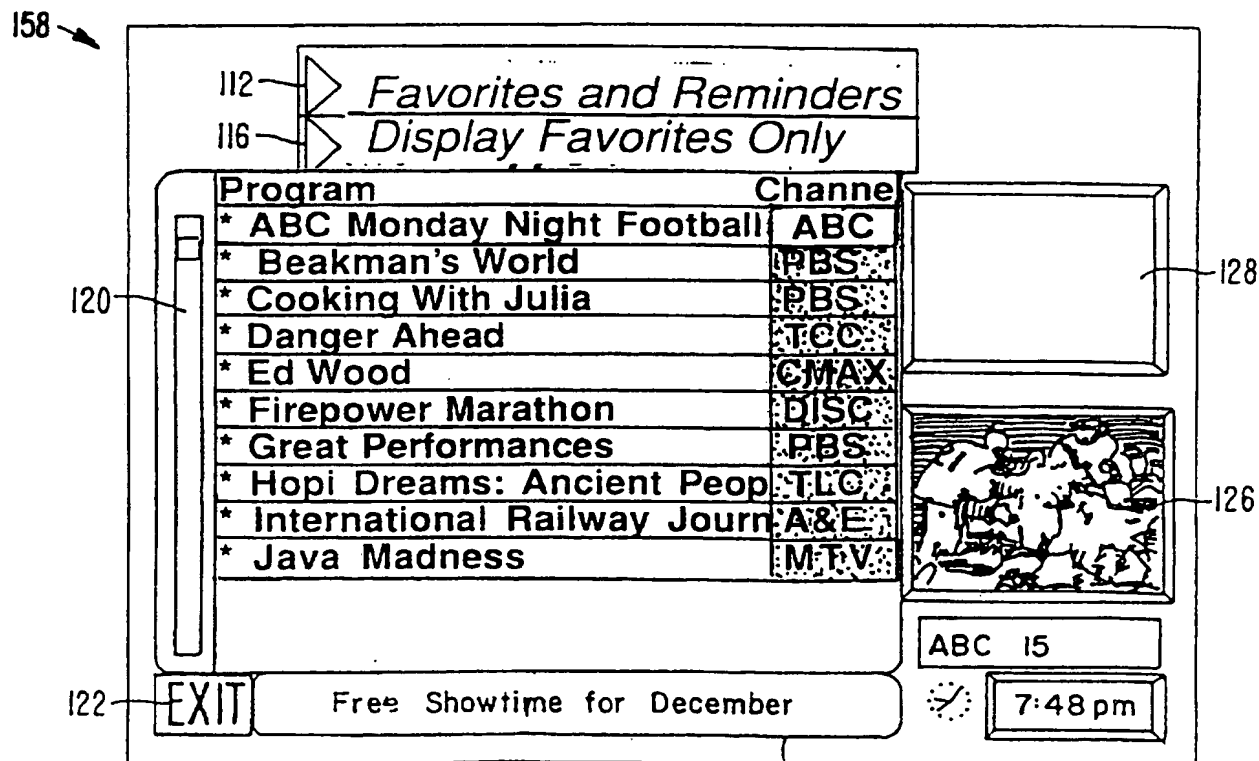 158
112 Favorites and Reminders
116 Display Favorites Only
Program Channel
* ABC Monday Night Football ABC
* Beakman's World PBS
* Cooking With Julia PBS
* Danger Ahead TCC
* Ed Wood CMAX
* Firepower Marathon DISC
* Great Performances PBS
* Hopi Dreams: Ancient Peop TLC
* International Railway Journ A&E
* Java Madness MTV
120
128
126
ABC 15
122 EXIT Free Showtime for December
7:48 pm